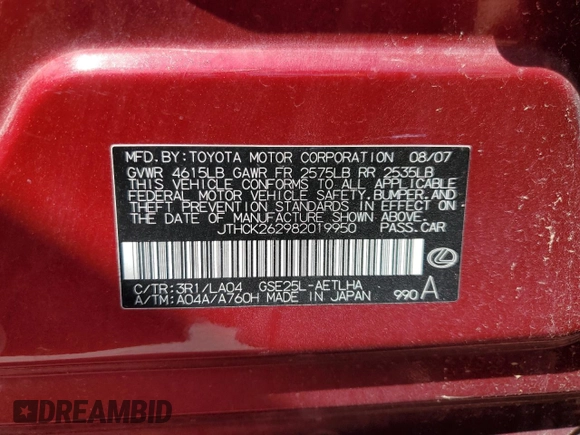 MFD.BY:TOYOTA MOTOR CORPORATION 08/07
GVWR 4615LB GAWR FR 2575LB RR 2535LB
THIS VEHICLE CONFORMS TO ALL APPLICABLE
FEDERAL MOTOR VEHICLE SAFETY,BUMPER,AND
THEFT PREVENTION STANDARDS IN EFFECT ON
THE DATE OF MANUFACTURE SHOWN ABOVE.
JTHCK262982019950 PASS.CAR
C/TR:3R1/LA04 GSE25L-AETLHA
A/TM:A04A/A760H MADE IN JAPAN 990 A
DREAMBID